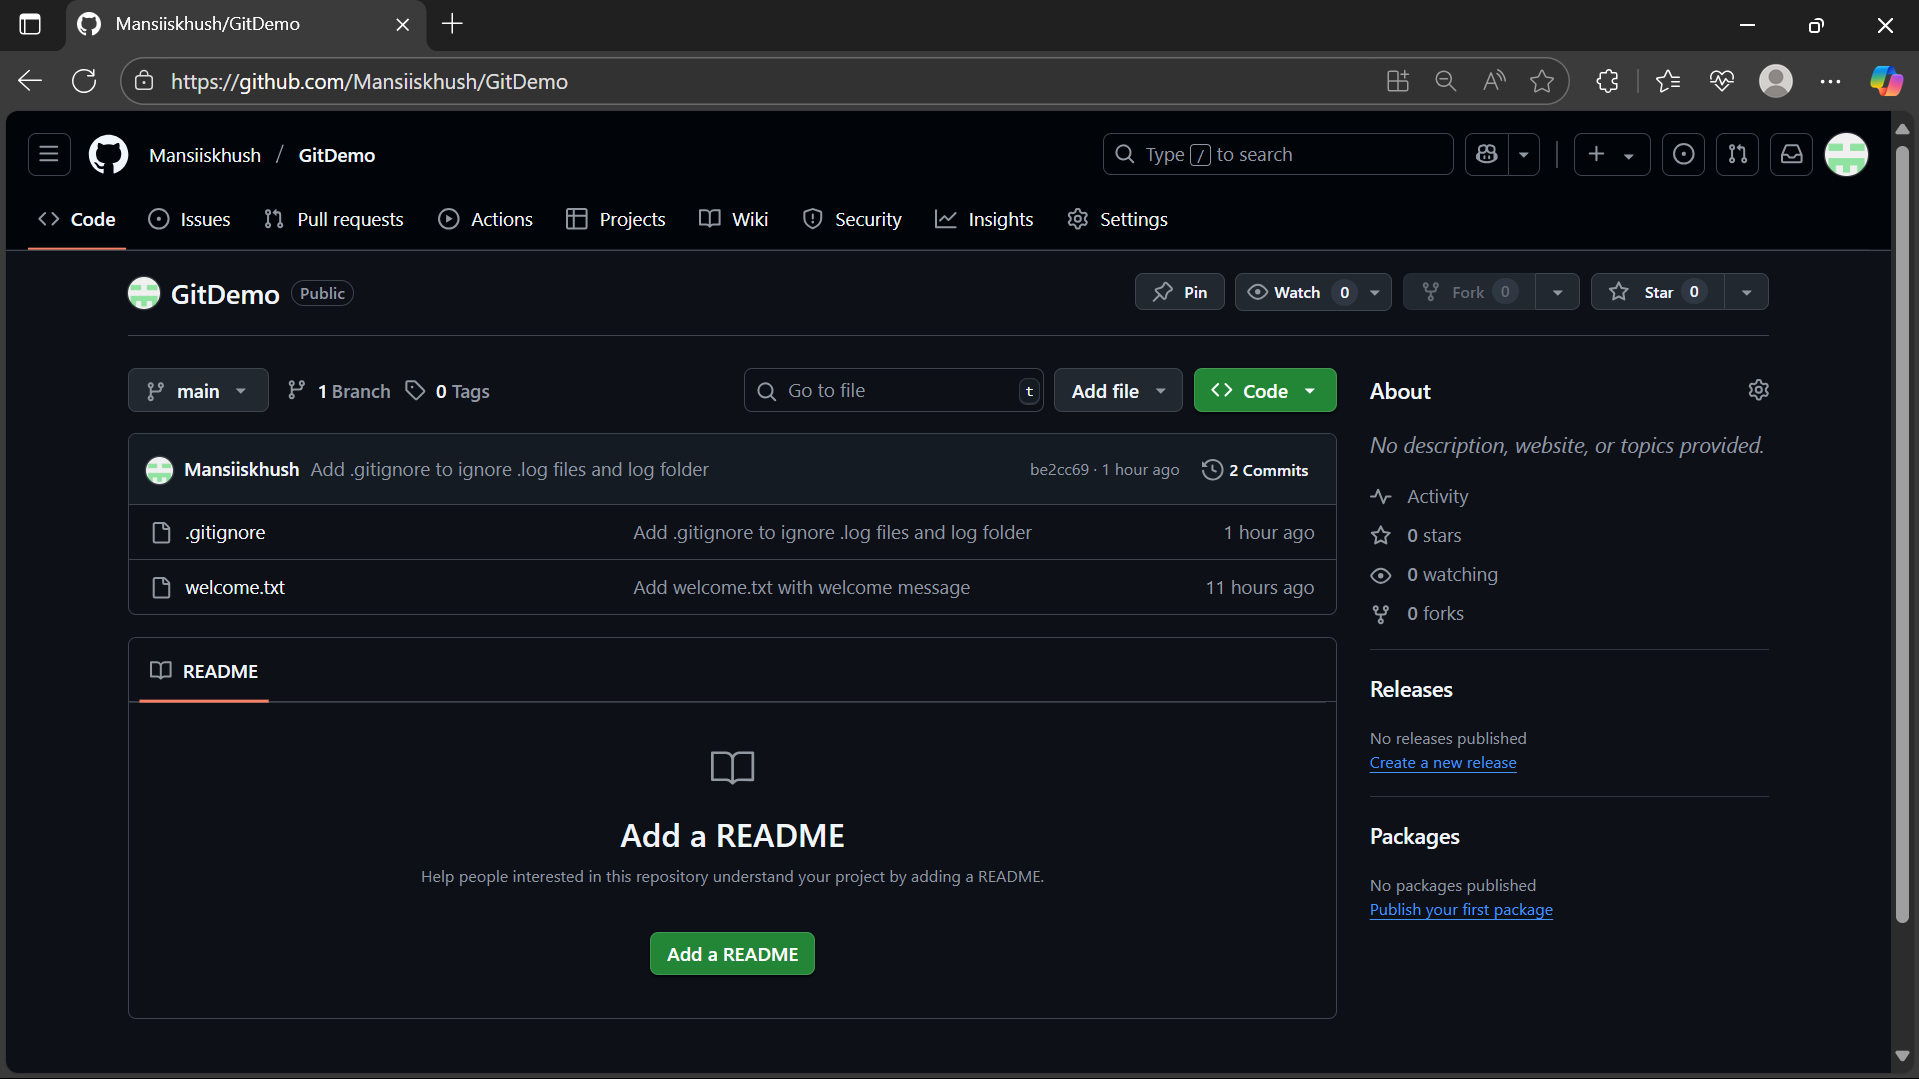 Mansiiskhush/GitDemo
https://github.com/Mansiiskhush/GitDemo
Mansiiskhush / GitDemo
Type / to search
Code Issues Pull requests Actions Projects Wiki Security Insights Settings
GitDemo Public
Pin Watch 0 Fork 0 Star 0
main 1 Branch 0 Tags Go to file t Add file Code
Mansiiskhush Add .gitignore to ignore .log files and log folder be2cc69 · 1 hour ago 2 Commits
.gitignore Add .gitignore to ignore .log files and log folder 1 hour ago
welcome.txt Add welcome.txt with welcome message 11 hours ago
README
Add a README
Help people interested in this repository understand your project by adding a README.
Add a README
About
No description, website, or topics provided.
Activity
0 stars
0 watching
0 forks
Releases
No releases published
Create a new release
Packages
No packages published
Publish your first package